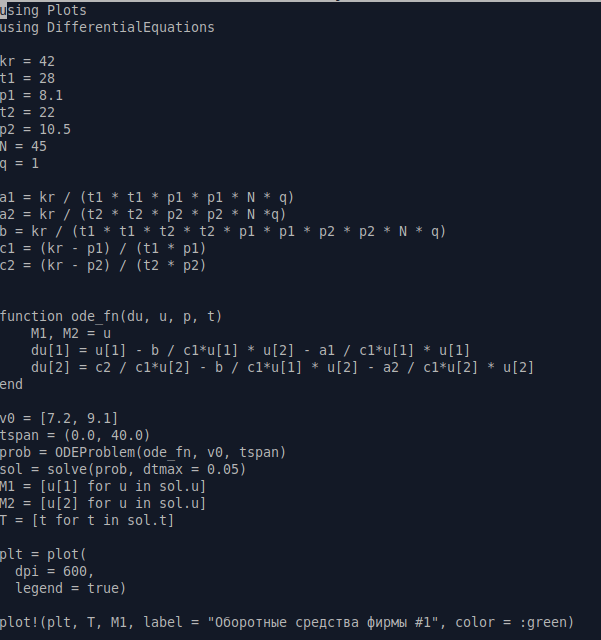 using Plots
using DifferentialEquations
kr = 42
t1 = 28
p1 = 8.1
t2 = 22
p2 = 10.5
N = 45
q = 1
a1 = kr / (t1 * t1 * p1 * p1 * N * q)
a2 = kr / (t2 * t2 * p2 * p2 * N *q)
b = kr / (t1 * t1 * t2 * t2 * p1 * p1 * p2 * p2 * N * q)
c1 = (kr - p1) / (t1 * p1)
c2 = (kr - p2) / (t2 * p2)
function ode_fn(du, u, p, t)
    M1, M2 = u
    du[1] = u[1] - b / c1*u[1] * u[2] - a1 / c1*u[1] * u[1]
    du[2] = c2 / c1*u[2] - b / c1*u[1] * u[2] - a2 / c1*u[2] * u[2]
end
v0 = [7.2, 9.1]
tspan = (0.0, 40.0)
prob = ODEProblem(ode_fn, v0, tspan)
sol = solve(prob, dtmax = 0.05)
M1 = [u[1] for u in sol.u]
M2 = [u[2] for u in sol.u]
T = [t for t in sol.t]
plt = plot(
  dpi = 600,
  legend = true)
plot!(plt, T, M1, label = "Оборотные средства фирмы #1", color = :green)